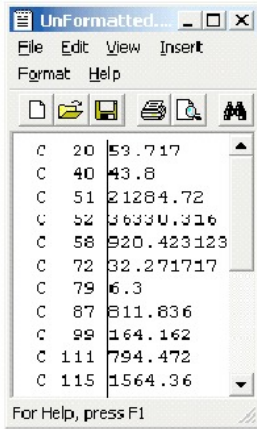 UnFormatted....
File Edit View Insert
Format Help
C 20 53.717
C 40 43.8
C 51 21284.72
C 52 36330.316
C 58 920.423123
C 72 32.271717
C 79 6.3
C 87 811.836
C 99 164.162
C 111 794.472
C 115 1564.36
For Help, press F1